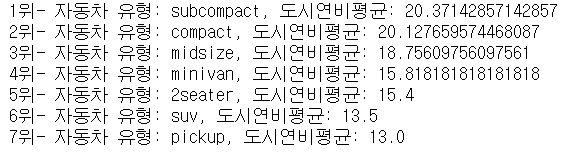 1위- 자동차 유형: subcompact, 도시연비평균: 20.37142857142857
2위- 자동차 유형: compact, 도시연비평균: 20.127659574468087
3위- 자동차 유형: midsize, 도시연비평균: 18.75609756097561
4위- 자동차 유형: minivan, 도시연비평균: 15.818181818181818
5위- 자동차 유형: 2seater, 도시연비평균: 15.4
6위- 자동차 유형: suv, 도시연비평균: 13.5
7위- 자동차 유형: pickup, 도시연비평균: 13.0